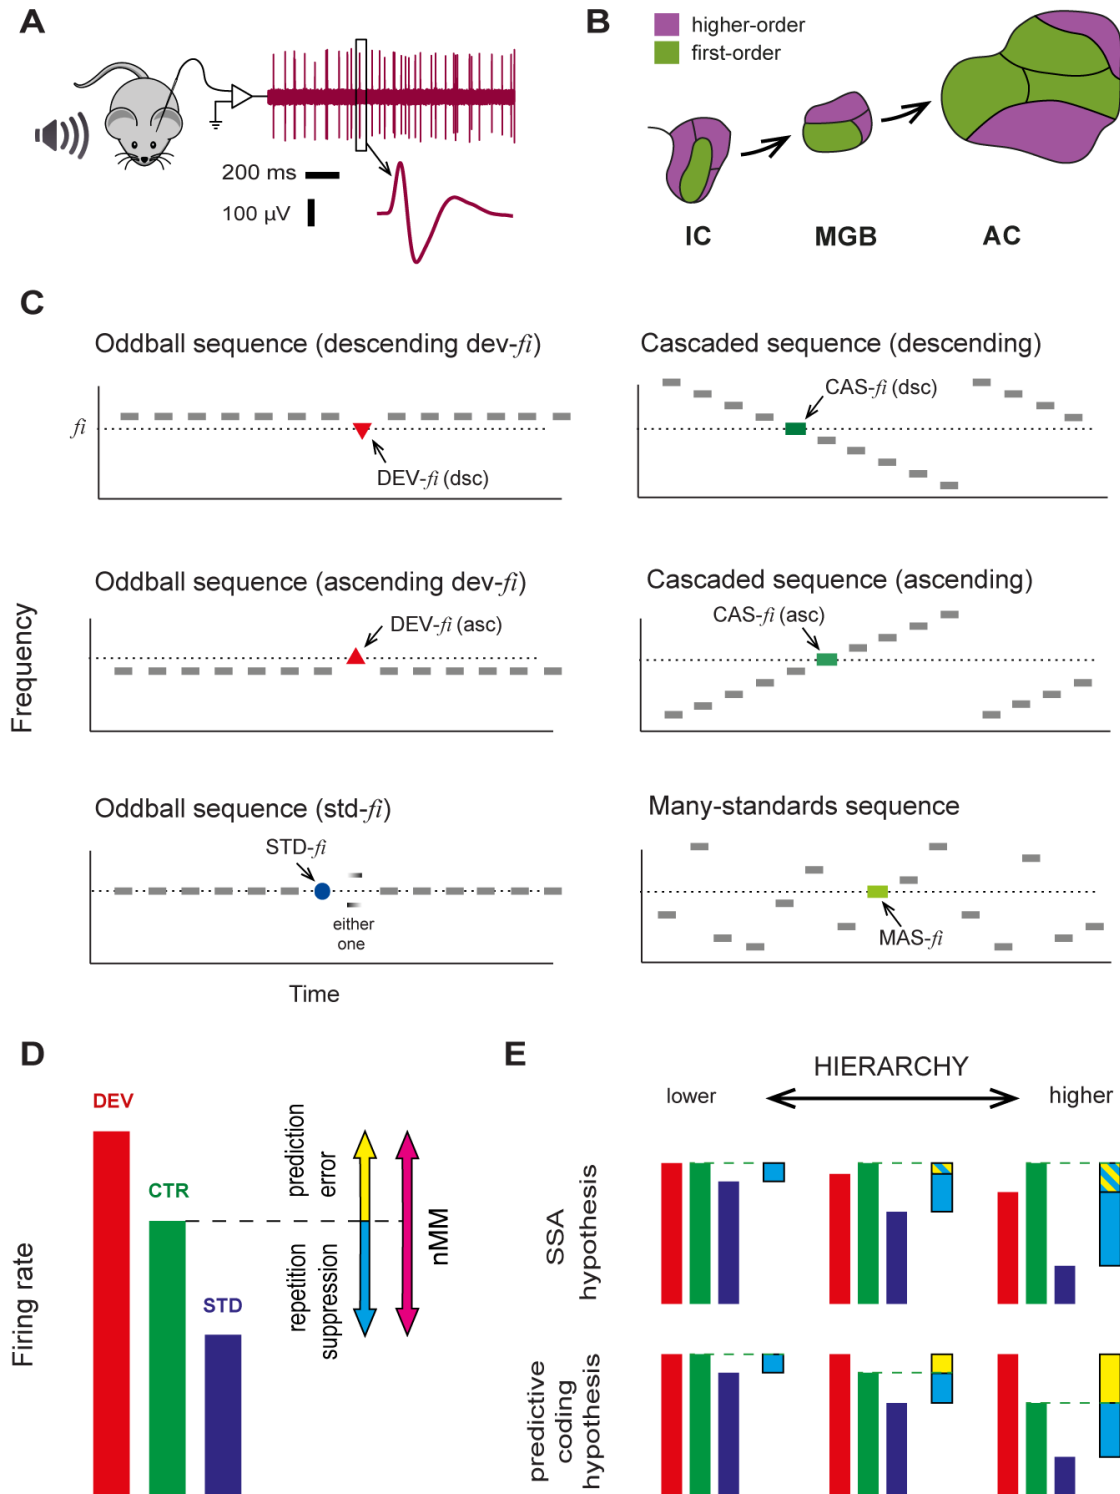 A
200 ms
100 µV
B
higher-order
first-order
IC
MGB
AC
C
Oddball sequence (descending dev-fi)
fi
DEV-fi (dsc)
Cascaded sequence (descending)
CAS-fi (dsc)
Oddball sequence (ascending dev-fi)
DEV-fi (asc)
Cascaded sequence (ascending)
CAS-fi (asc)
Frequency
Oddball sequence (std-fi)
STD-fi
either
one
Time
Many-standards sequence
MAS-fi
D
DEV
CTR
STD
Firing rate
prediction
error
repetition
suppression
nMM
E
HIERARCHY
lower
higher
SSA
hypothesis
predictive
coding
hypothesis